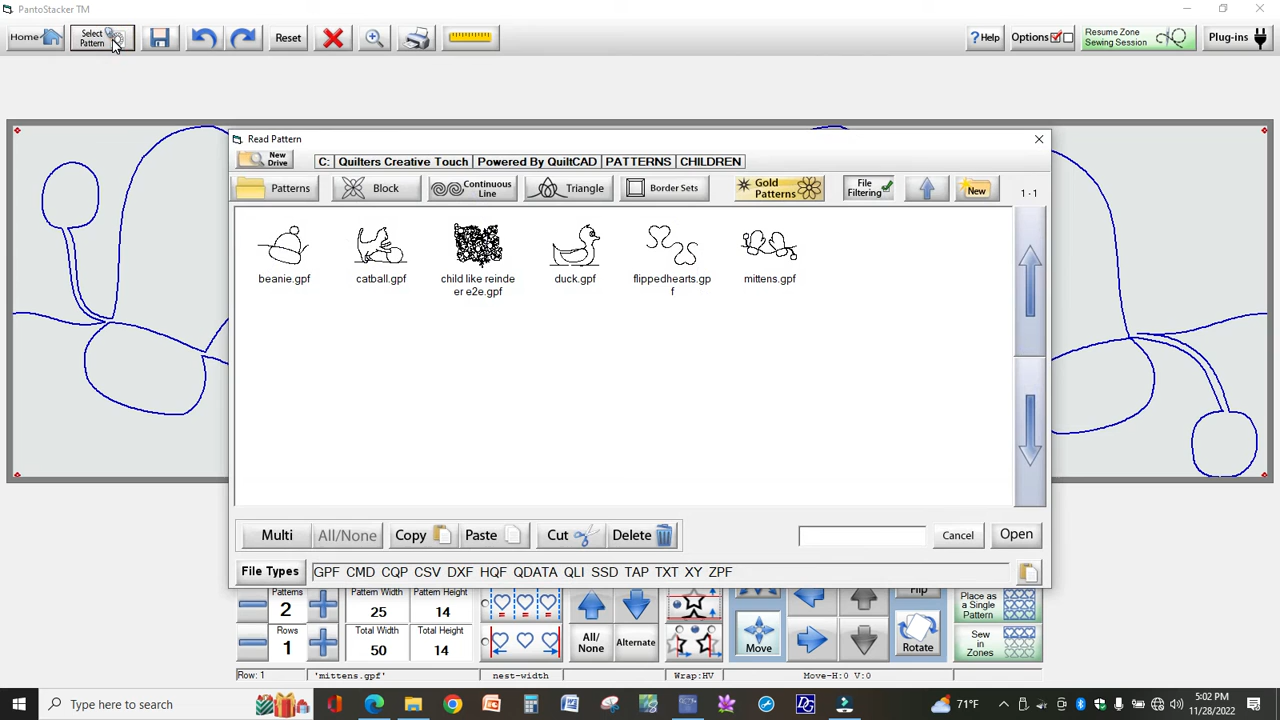 PantoStacker TM
Home
Select
Pattern
Reset
?Help
Options
Resume Zone
Sewing Session
Plug-ins
Read Pattern
New
Drive
C: Quilters Creative Touch Powered By QuiltCAD PATTERNS CHILDREN
Patterns
Block
Continuous
Line
Triangle
Border Sets
Gold
Patterns
File
Filtering
New
1 - 1
beanie.gpf
catball.gpf
child like reinde
er e2e.gpf
duck.gpf
flippedhearts.gp
f
mittens.gpf
Multi
All/None
Copy
Paste
Cut
Delete
Cancel
Open
File Types
GPF CMD CQP CSV DXF HQF QDATA QLI SSD TAP TXT XY ZPF
Patterns
2
Pattern Width
25
Pattern Height
14
Rows
1
Total Width
50
Total Height
14
All/
None
Alternate
Move
Flip
Rotate
Place as
a Single
Pattern
Sew
in
Zones
Row: 1
'mittens.gpf'
nest-width
Wrap:HV
Move-H: 0 V: 0
Type here to search
DG
71°F
5:02 PM
11/28/2022